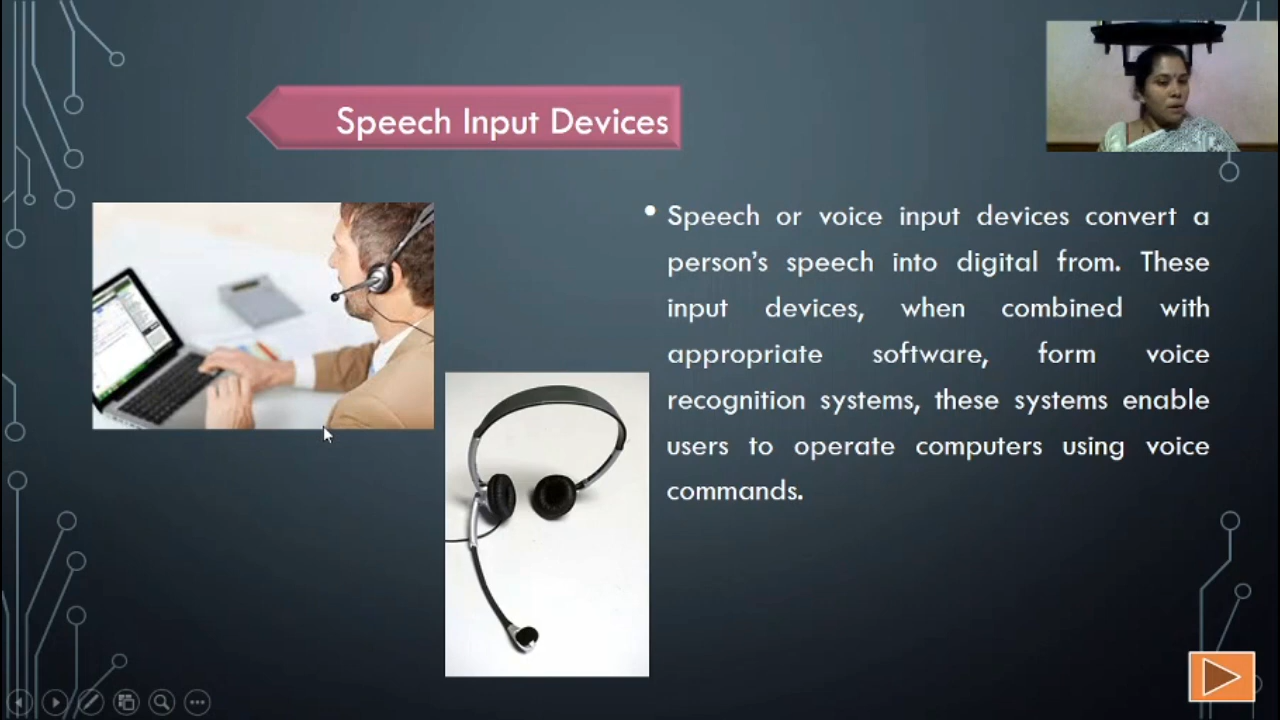 Speech Input Devices
• Speech or voice input devices convert a
person's speech into digital from. These
input devices, when combined with
appropriate software, form voice
recognition systems, these systems enable
users to operate computers using voice
commands.